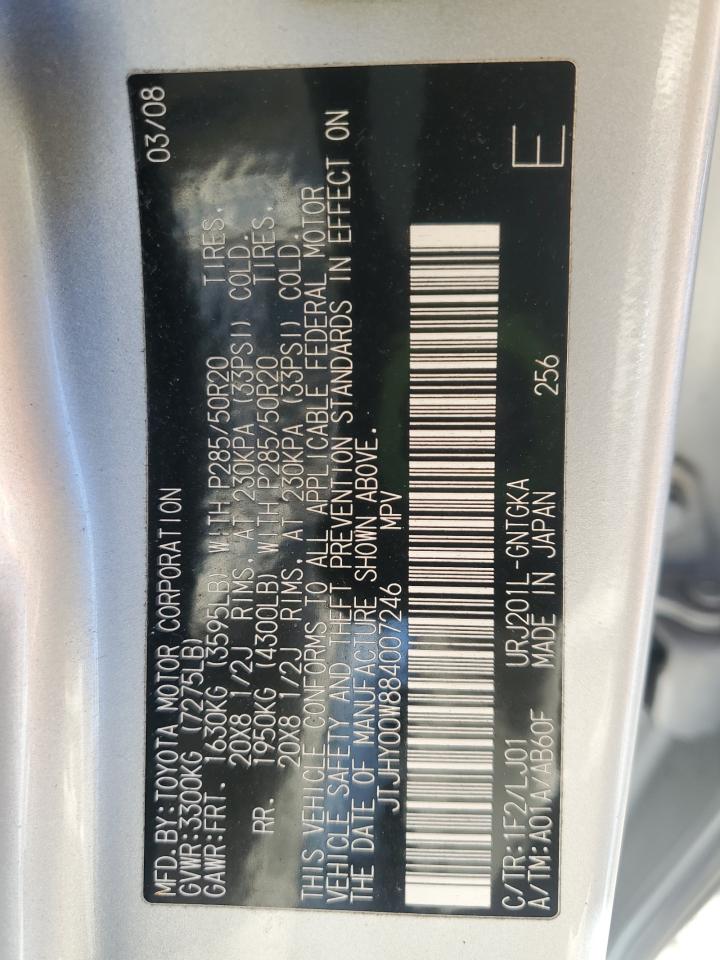 MFD.BY:TOYOTA MOTOR CORPORATION 03/08
GVWR:3300KG (7275LB)
GAWR:FRT. 1630KG (3595LB) WITH P285/50R20 TIRES.
20X8 1/2J RIMS, AT 230KPA (33PSI) COLD.
RR. 1950KG (4300LB) WITH P285/50R20 TIRES.
20X8 1/2J RIMS, AT 230KPA (33PSI) COLD.
THIS VEHICLE CONFORMS TO ALL APPLICABLE FEDERAL MOTOR
VEHICLE SAFETY AND THEFT PREVENTION STANDARDS IN EFFECT ON
THE DATE OF MANUFACTURE SHOWN ABOVE.
JTJHY00W884007246 MPV
C/TR:1F2/LJ01 URJ201L-GNTGKA
A/TM:A01A/AB60F MADE IN JAPAN 256 E